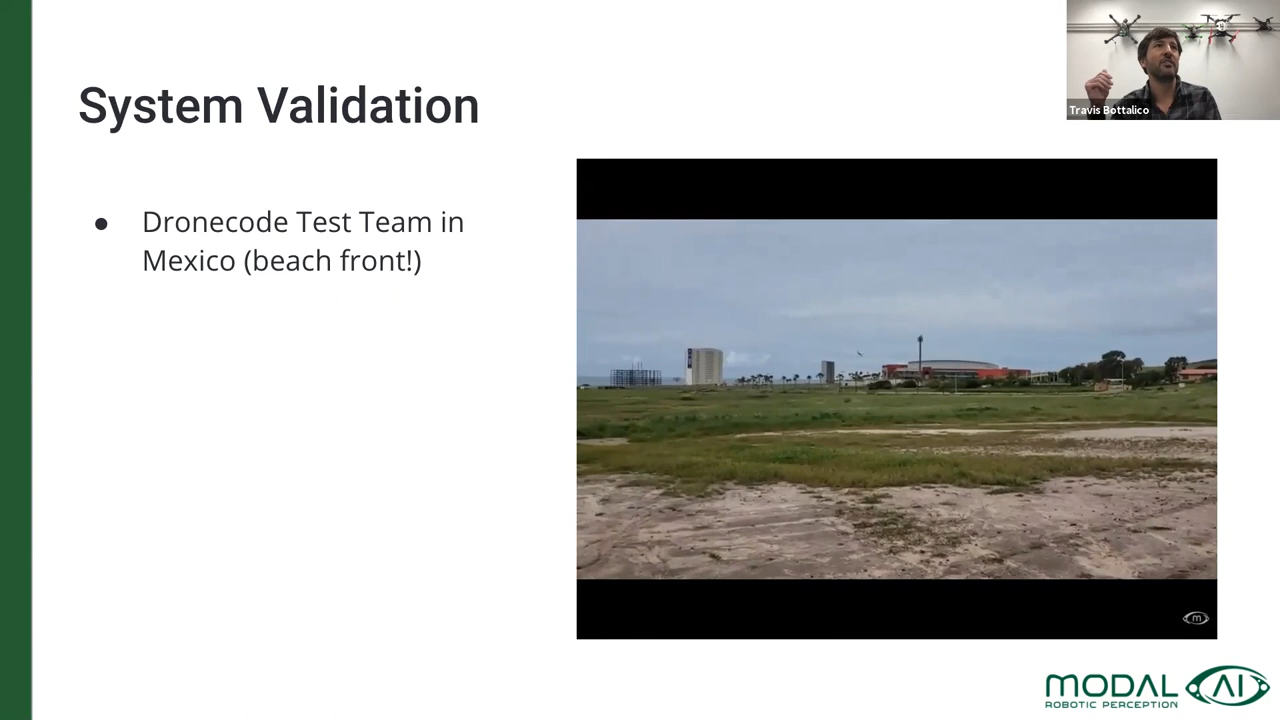 Travis Bottalico
System Validation
● Dronecode Test Team in
Mexico (beach front!)
m
MODAL AI
ROBOTIC PERCEPTION